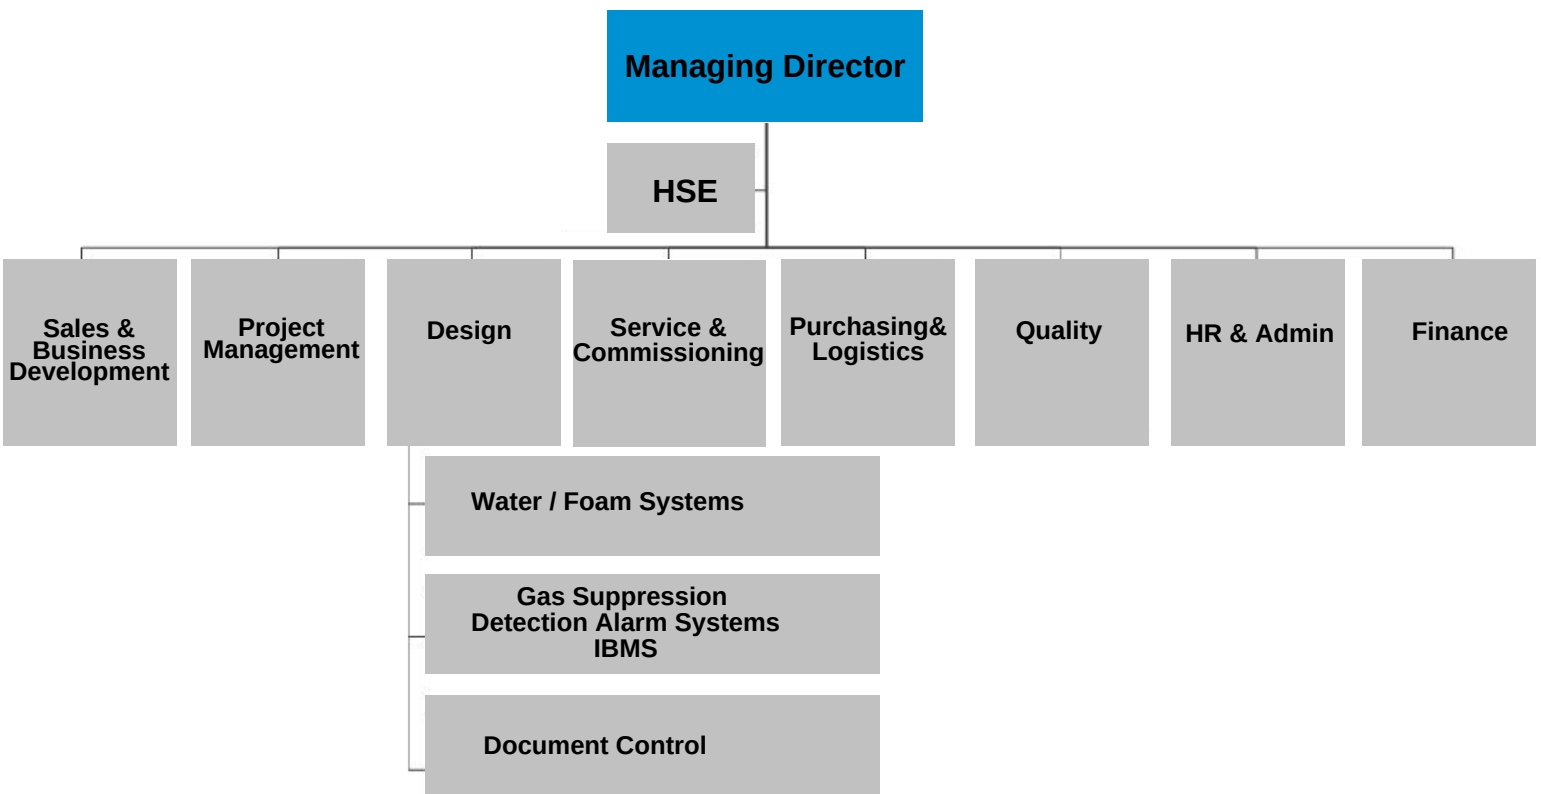 Managing Director
HSE
Sales &
Business
Development
Project
Management
Design
Service &
Commissioning
Purchasing&
Logistics
Quality
HR & Admin
Finance
Water / Foam Systems
Gas Suppression
Detection Alarm Systems
IBMS
Document Control